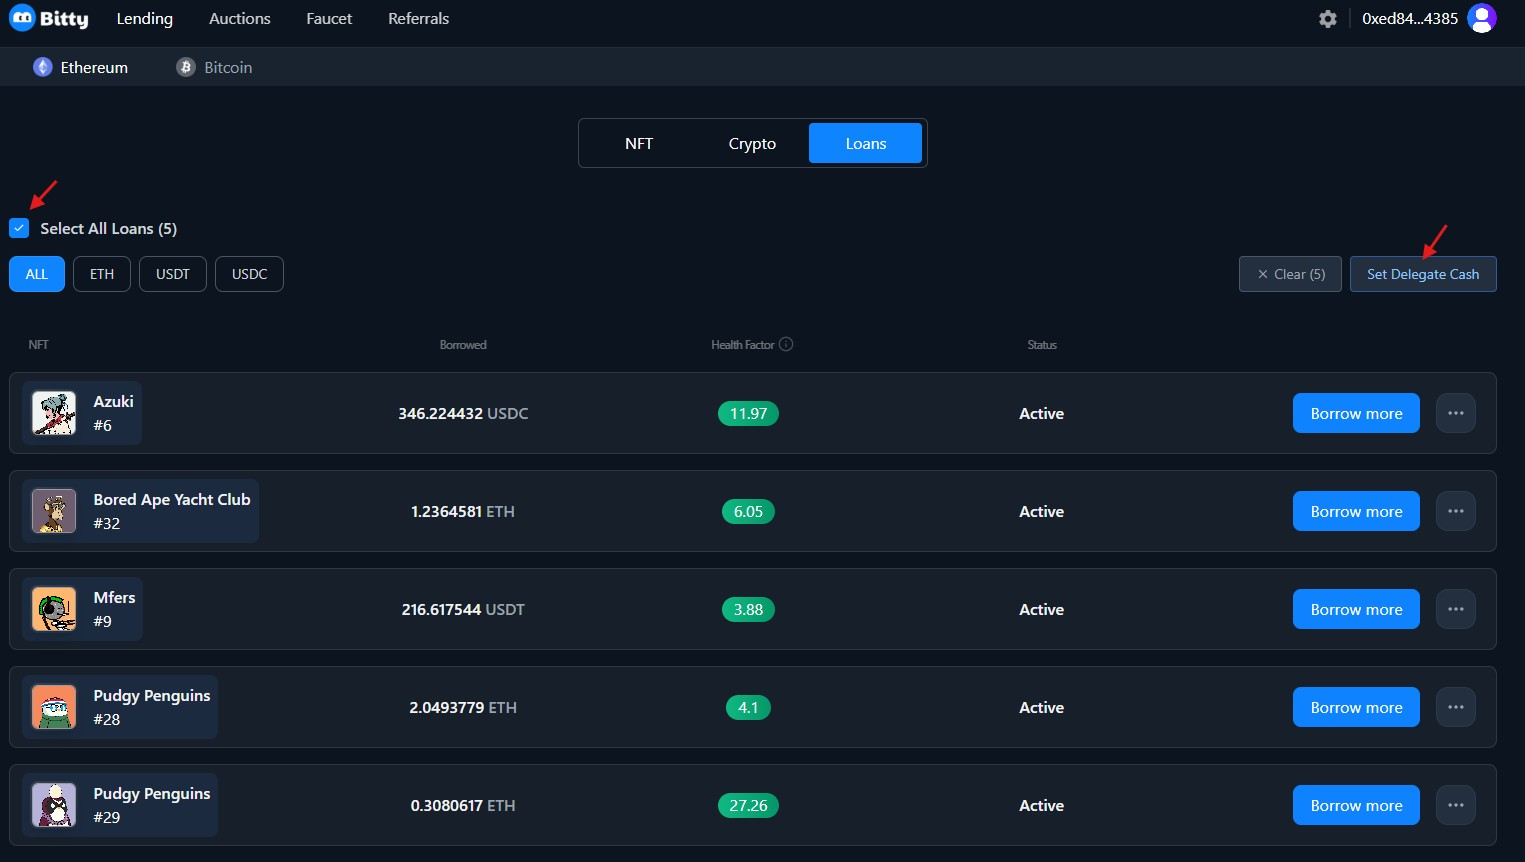 Bitty Lending Auctions Faucet Referrals 0xed84...4385
Ethereum Bitcoin
NFT Crypto Loans
Select All Loans (5)
ALL ETH USDT USDC × Clear (5) Set Delegate Cash
NFT Borrowed Health Factor Status
Azuki
#6
346.224432 USDC 11.97 Active Borrow more
Bored Ape Yacht Club
#32
1.2364581 ETH 6.05 Active Borrow more
Mfers
#9
216.617544 USDT 3.88 Active Borrow more
Pudgy Penguins
#28
2.0493779 ETH 4.1 Active Borrow more
Pudgy Penguins
#29
0.3080617 ETH 27.26 Active Borrow more